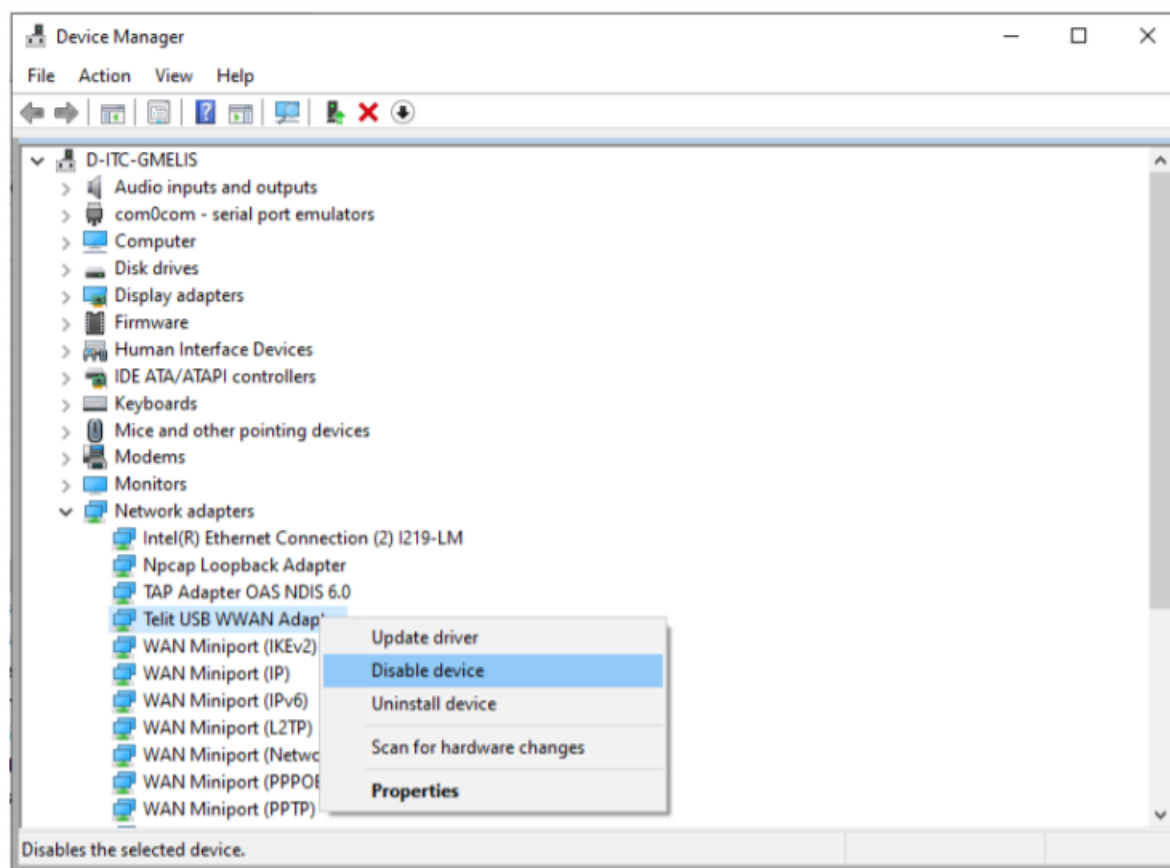 Device Manager
File Action View Help
D-ITC-GMELIS
Audio inputs and outputs
com0com - serial port emulators
Computer
Disk drives
Display adapters
Firmware
Human Interface Devices
IDE ATA/ATAPI controllers
Keyboards
Mice and other pointing devices
Modems
Monitors
Network adapters
Intel(R) Ethernet Connection (2) I219-LM
Npcap Loopback Adapter
TAP Adapter OAS NDIS 6.0
Telit USB WWAN Adapt
WAN Miniport (IKEv2)
WAN Miniport (IP)
WAN Miniport (IPv6)
WAN Miniport (L2TP)
WAN Miniport (Netwo
WAN Miniport (PPPOE
WAN Miniport (PPTP)
Update driver
Disable device
Uninstall device
Scan for hardware changes
Properties
Disables the selected device.